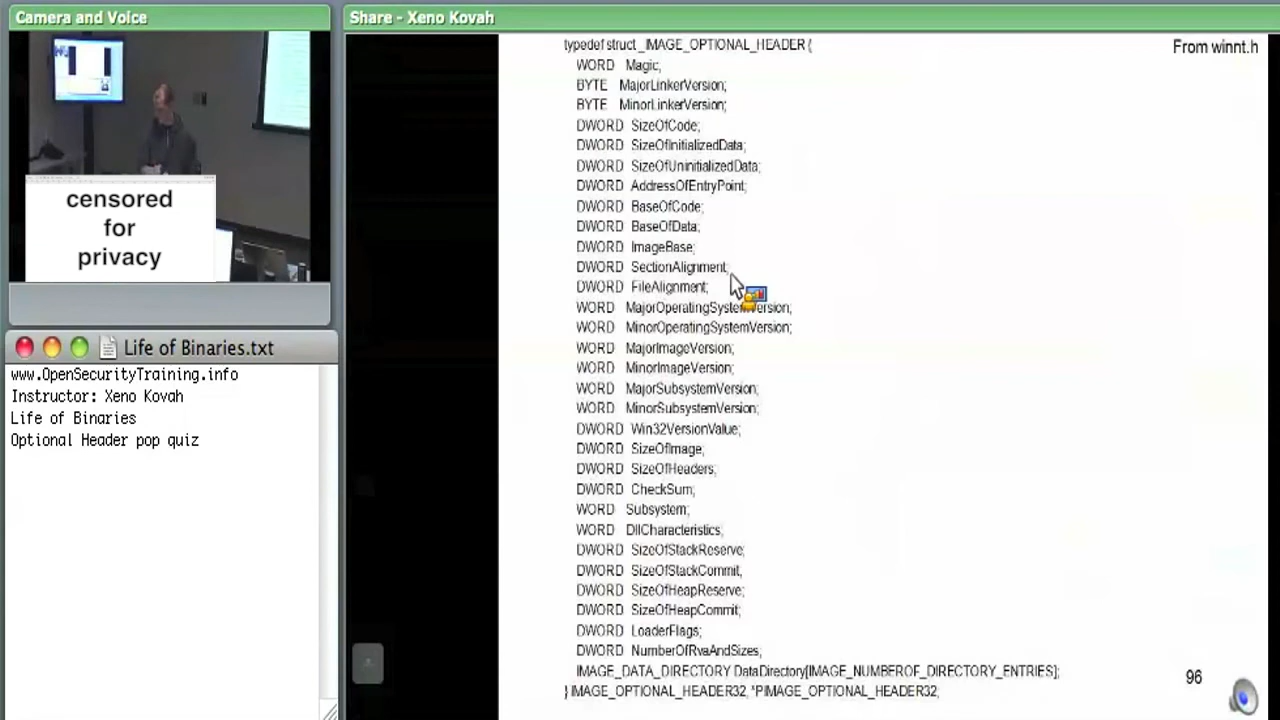 Camera and Voice
censored
for
privacy
Life of Binaries.txt
www.OpenSecurityTraining.info
Instructor: Xeno Kovah
Life of Binaries
Optional Header pop quiz
Share - Xeno Kovah
From winnt.h
typedef struct _IMAGE_OPTIONAL_HEADER {
WORD Magic;
BYTE MajorLinkerVersion;
BYTE MinorLinkerVersion;
DWORD SizeOfCode;
DWORD SizeOfInitializedData;
DWORD SizeOfUninitializedData;
DWORD AddressOfEntryPoint;
DWORD BaseOfCode;
DWORD BaseOfData;
DWORD ImageBase;
DWORD SectionAlignment;
DWORD FileAlignment;
WORD MajorOperatingSystemVersion;
WORD MinorOperatingSystemVersion;
WORD MajorImageVersion;
WORD MinorImageVersion;
WORD MajorSubsystemVersion;
WORD MinorSubsystemVersion;
DWORD Win32VersionValue;
DWORD SizeOfImage;
DWORD SizeOfHeaders;
DWORD CheckSum;
WORD Subsystem;
WORD DllCharacteristics;
DWORD SizeOfStackReserve;
DWORD SizeOfStackCommit;
DWORD SizeOfHeapReserve;
DWORD SizeOfHeapCommit;
DWORD LoaderFlags;
DWORD NumberOfRvaAndSizes;
IMAGE_DATA_DIRECTORY DataDirectory[IMAGE_NUMBEROF_DIRECTORY_ENTRIES];
} IMAGE_OPTIONAL_HEADER32, *PIMAGE_OPTIONAL_HEADER32;
96